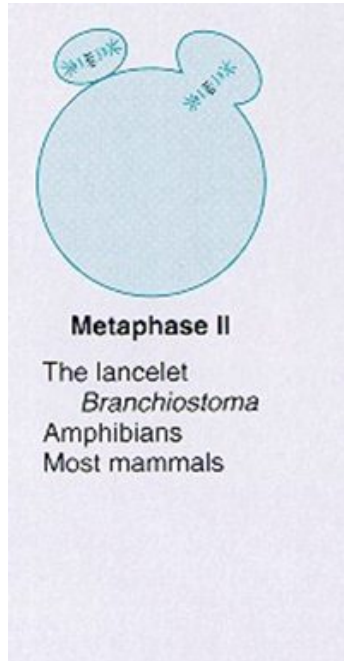 Metaphase II
The lancelet
Branchiostoma
Amphibians
Most mammals